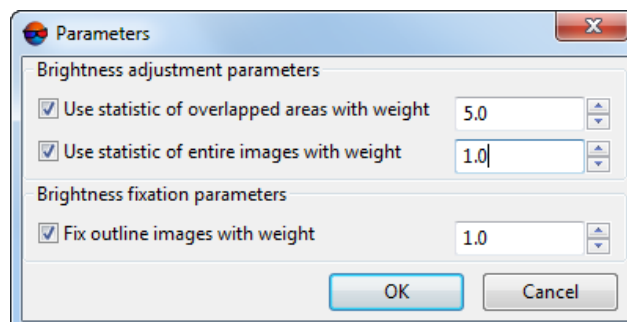 Parameters
Brightness adjustment parameters
Use statistic of overlapped areas with weight 5.0
Use statistic of entire images with weight 1.0
Brightness fixation parameters
Fix outline images with weight 1.0
OK Cancel